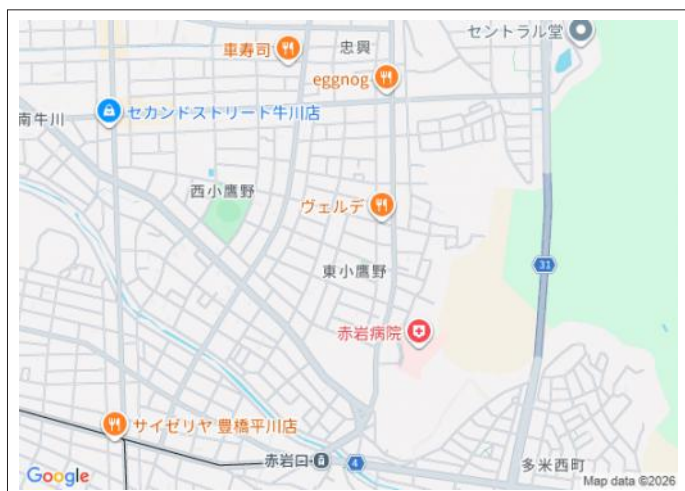 車寿司
忠興
セントラル堂
eggnog
セカンドストリート牛川店
南牛川
西小鷹野
ヴェルデ
東小鷹野
31
赤岩病院
サイゼリヤ 豊橋平川店
赤岩口
4
多米西町
Google
Map data ©2026